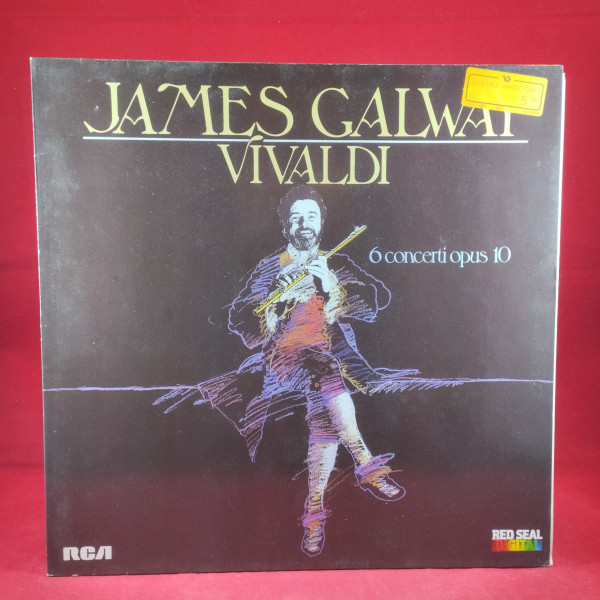 JAMES GALWAY
VIVALDI
6 concerti opus 10
RCA
RED SEAL
DIGITAL